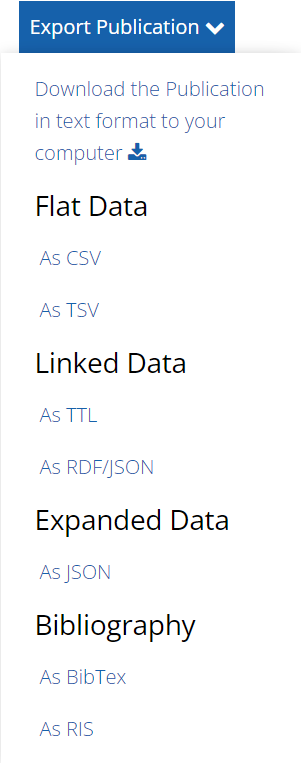 Export Publication
Download the Publication
in text format to your
computer
Flat Data
As CSV
As TSV
Linked Data
As TTL
As RDF/JSON
Expanded Data
As JSON
Bibliography
As BibTex
As RIS